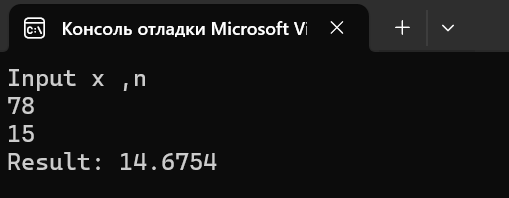 Консоль отладки Microsoft Vi
Input x ,n
78
15
Result: 14.6754